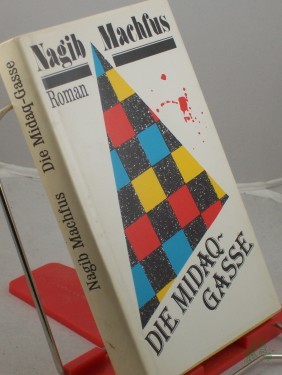 Nagib Machfus
Roman
DIE MIDAQ-
GASSE
Nagib Machfus Die Midaq-Gasse